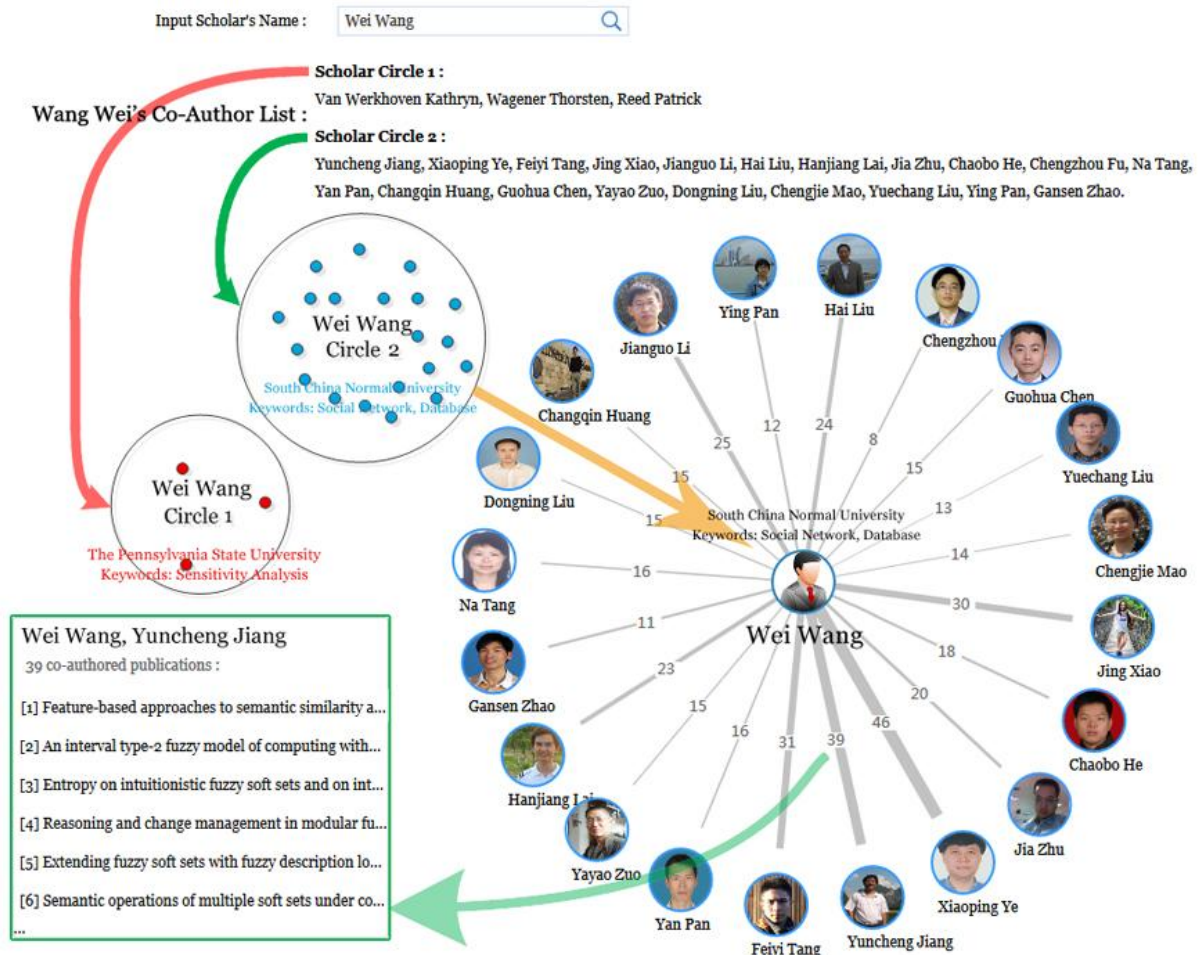 Input Scholar's Name :
Wei Wang
Scholar Circle 1 :
Van Werkhoven Kathryn, Wagener Thorsten, Reed Patrick
Wang Wei's Co-Author List :
Scholar Circle 2 :
Yuncheng Jiang, Xiaoping Ye, Feiyi Tang, Jing Xiao, Jianguo Li, Hai Liu, Hanjiang Lai, Jia Zhu, Chaobo He, Chengzhou Fu, Na Tang,
Yan Pan, Changqin Huang, Guohua Chen, Yayao Zuo, Dongning Liu, Chengjie Mao, Yuechang Liu, Ying Pan, Gansen Zhao.
Wei Wang
Circle 2
South China Normal University
Keywords: Social Network, Database
Wei Wang
Circle 1
The Pennsylvania State University
Keywords: Sensitivity Analysis
Ying Pan
Hai Liu
Jianguo Li
Chengzhou
Guohua Chen
Changqin Huang
Yuechang Liu
Dongning Liu
Chengjie Mao
Na Tang
Jing Xiao
Gansen Zhao
Chaobo He
Hanjiang Lai
Jia Zhu
Yayao Zuo
Xiaoping Ye
Yan Pan
Feiyi Tang
Yuncheng Jiang
25
12
24
8
15
15
13
15
14
16
30
11
18
23
20
15
46
16
31
39
South China Normal University
Keywords: Social Network, Database
Wei Wang
Wei Wang, Yuncheng Jiang
39 co-authored publications :
[1] Feature-based approaches to semantic similarity a...
[2] An interval type-2 fuzzy model of computing with...
[3] Entropy on intuitionistic fuzzy soft sets and on int...
[4] Reasoning and change management in modular fu...
[5] Extending fuzzy soft sets with fuzzy description lo...
[6] Semantic operations of multiple soft sets under co...
...